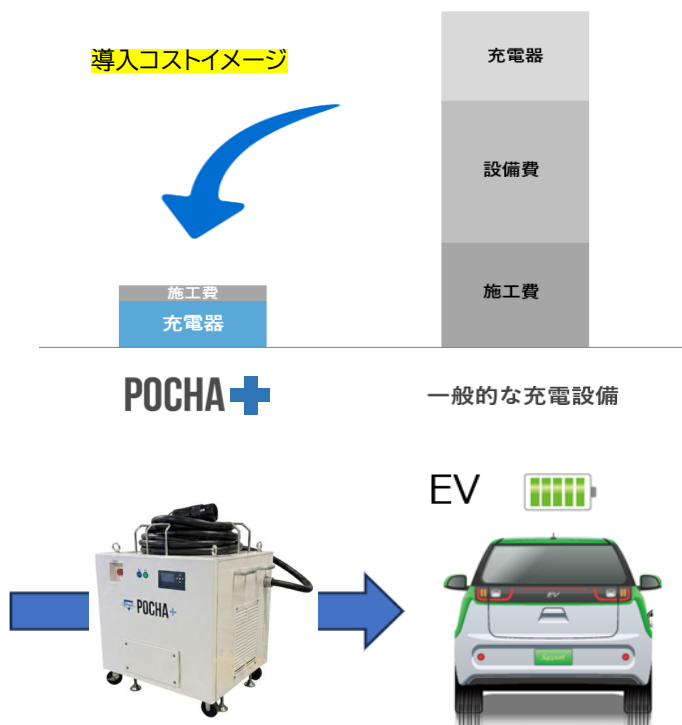 導入コストイメージ
充電器
設備費
施工費
施工費
充電器
POCHA+
一般的な充電設備
EV
POCHA+
EV
Support